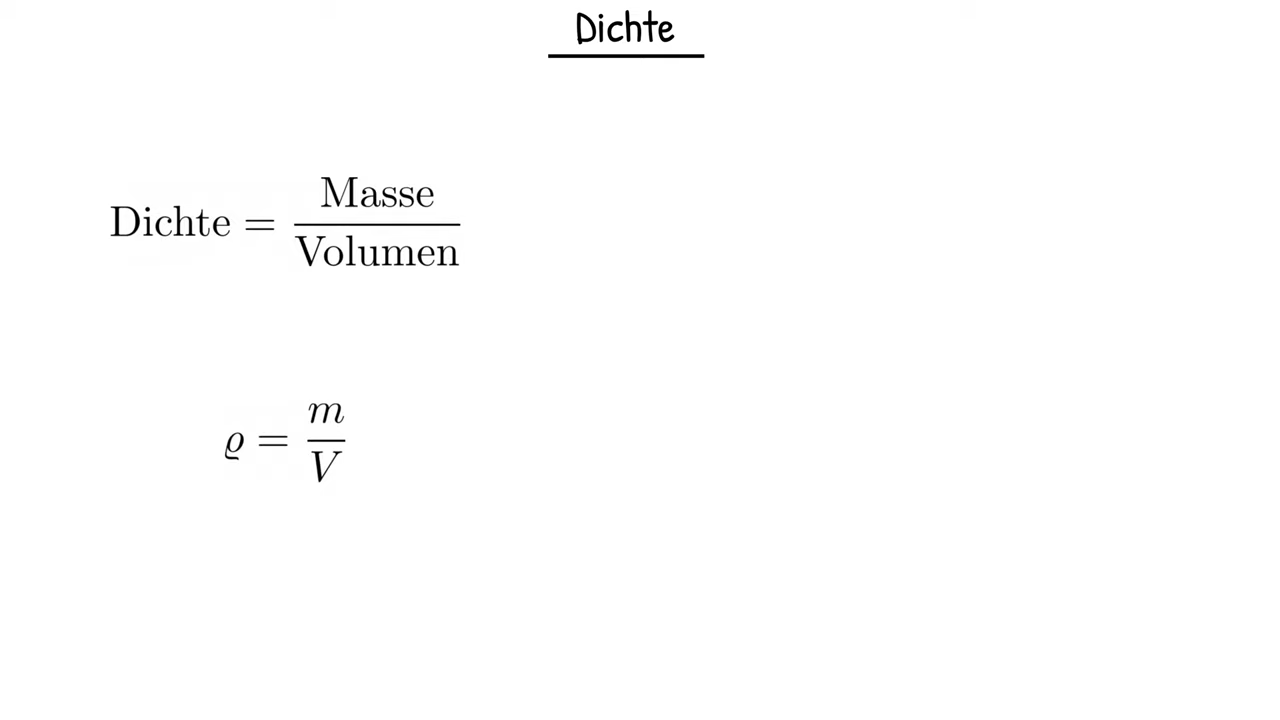 Dichte
Dichte = Masse / Volumen
ϱ = m / V